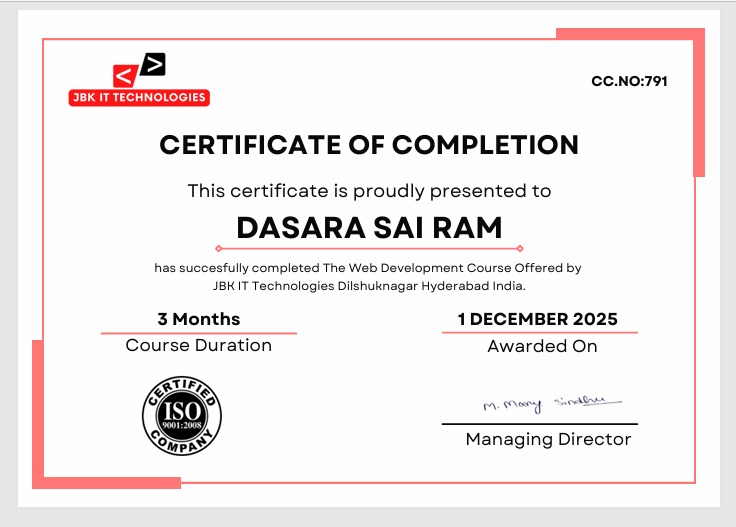 < >
JBK IT TECHNOLOGIES
CC.NO:791
CERTIFICATE OF COMPLETION
This certificate is proudly presented to
DASARA SAI RAM
has succesfully completed The Web Development Course Offered by
JBK IT Technologies Dilshuknagar Hyderabad India.
3 Months
Course Duration
1 DECEMBER 2025
Awarded On
CERTIFIED
ISO
9001:2008
COMPANY
M. Mary Sindhu
Managing Director